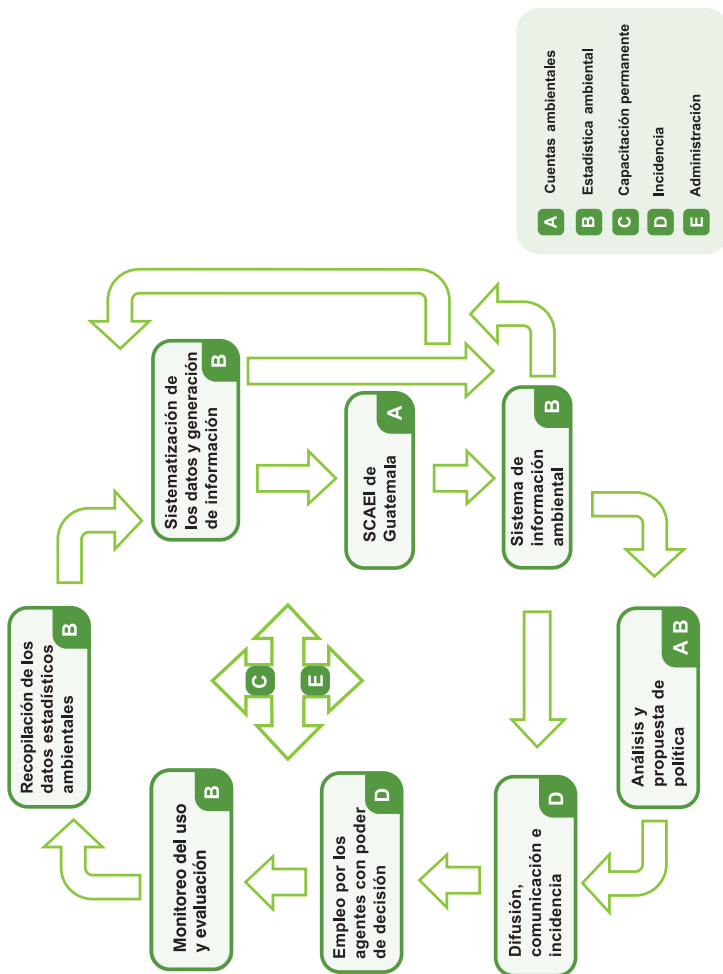 Recopilación de los
datos estadísticos
ambientales
B
Sistematización de
los datos y generación
de información
B
SCAEI de
Guatemala
A
Sistema de
información
ambiental
B
Análisis y
propuesta de
política
A B
Difusión,
comunicación e
incidencia
D
Empleo por los
agentes con poder
de decisión
D
Monitoreo del uso
y evaluación
B
C
E
A Cuentas ambientales
B Estadística ambiental
C Capacitación permanente
D Incidencia
E Administración